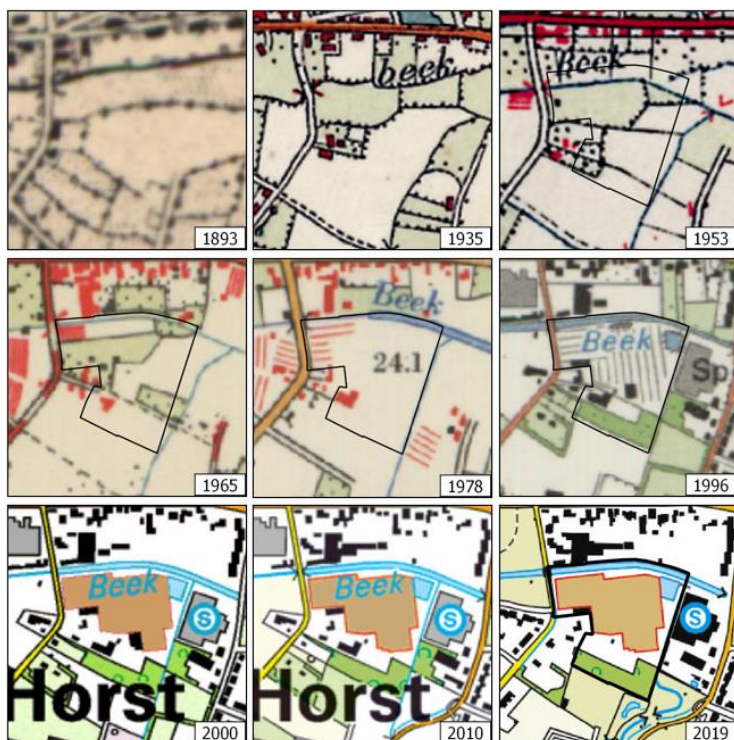 1893
beek
1935
Beek
1953
1965
Beek
24.1
1978
Beek
Sp
1996
Beek
S
Horst
2000
Beek
S
Horst
2010
S
2019